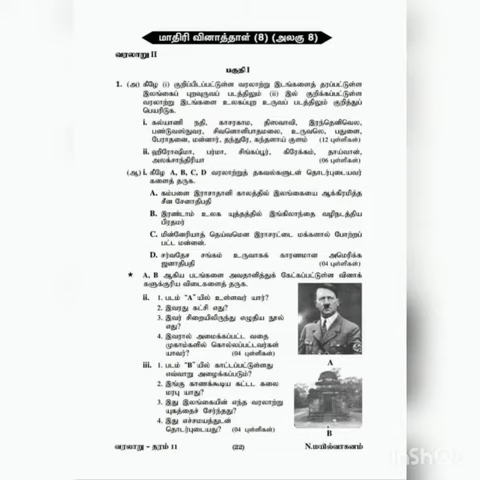 மாதிரி வினாத்தாள் (8) (அலகு 8)
வரலாறு II
பகுதி I
1. (அ) கீழே (i) குறிப்பிடப்பட்டுள்ள வரலாற்று இடங்களைத் தரப்பட்டுள்ள
இலங்கைப் புறவுருவப் படத்திலும் (ii) இல் குறிக்கப்பட்டுள்ள
வரலாற்று இடங்களை உலகப்புற உருவப் படத்திலும் குறித்துப்
பெயரிடுக.
i. கல்யாணி நதி, காசரகாம, திஸவாவி, இரந்தெனிவெல,
பண்டுவஸ்நுவர, சிவனொளிபாதமலை, உருவலை, பதுளை,
பேராதனை, மன்னார், தந்துரே, கந்தளாய் குளம் (12 புள்ளிகள்)
ii. ஹிரோஷிமா, பர்மா, சிங்கப்பூர், கிரேக்கம், தாய்வான்,
அலக்சாந்திரியா (06 புள்ளிகள்)
(ஆ) i. கீழே A, B, C, D வரலாற்றுத் தகவல்களுடன் தொடர்புடையவர்
களைத் தருக.
A. கம்பளை இராசதானி காலத்தில் இலங்கையை ஆக்கிரமித்த
சீன சேனாதிபதி
B. இரண்டாம் உலக யுத்தத்தில் இங்கிலாந்தை வழிநடத்திய
பிரதமர்
C. மின்னேரியாத் தெய்வமென இராசரட்டை மக்களால் போற்றப்
பட்ட மன்னன்.
D. சர்வதேச சங்கம் உருவாகக் காரணமான அமெரிக்க
ஜனாதிபதி (04 புள்ளிகள்)
★ A, B ஆகிய படங்களை அவதானித்துக் கேட்கப்பட்டுள்ள வினாக்
களுக்குரிய விடைகளைத் தருக.
ii. 1. படம் "A"யில் உள்ளவர் யார்?
2. இவரது கட்சி எது?
3. இவர் சிறையிலிருந்து எழுதிய நூல்
எது?
4. இவரால் அமைக்கப்பட்ட வதை
முகாம்களில் கொல்லப்பட்டவர்கள்
யாவர்? (04 புள்ளிகள்)
A
iii. 1. படம் "B"யில் காட்டப்பட்டுள்ளது
எவ்வாறு அழைக்கப்படும்?
2. இங்கு காணக்கூடிய கட்டட கலை
மரபு யாது?
3. இது இலங்கையின் எந்த வரலாற்று
யுகத்தைச் சேர்ந்தது?
4. இது எச்சமயத்துடன்
தொடர்புடையது? (04 புள்ளிகள்)
B
வரலாறு - தரம் 11 (22) N.மயில்வாகனம்
InSh